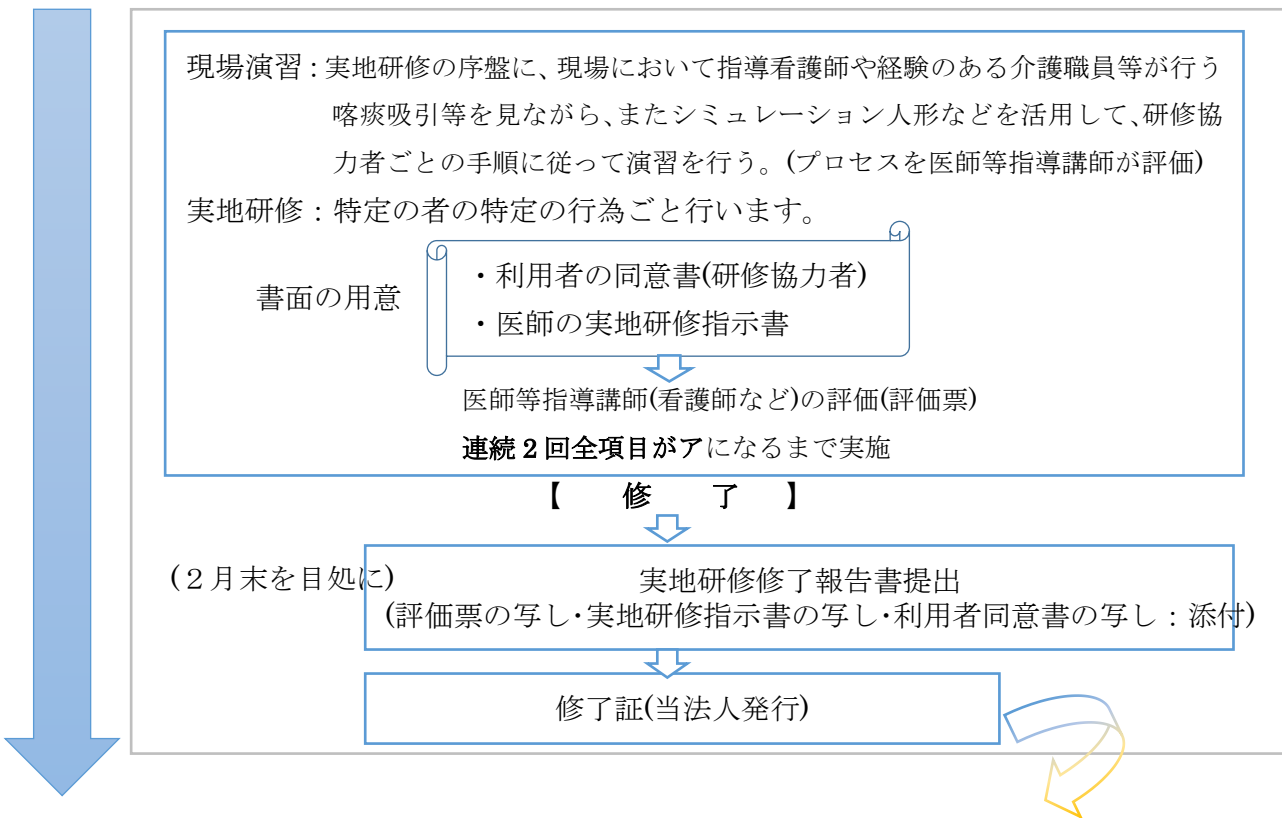 現場演習：実地研修の序盤に、現場において指導看護師や経験のある介護職員等が行う
喀痰吸引等を見ながら、またシミュレーション人形などを活用して、研修協
力者ごとの手順に従って演習を行う。(プロセスを医師等指導講師が評価)
実地研修：特定の者の特定の行為ごと行います。
書面の用意
・利用者の同意書(研修協力者)
・医師の実地研修指示書
医師等指導講師(看護師など)の評価(評価票)
連続２回全項目がアになるまで実施
【　修　了　】
(２月末を目処に)
実地研修修了報告書提出
(評価票の写し・実地研修指示書の写し・利用者同意書の写し：添付)
修了証(当法人発行)